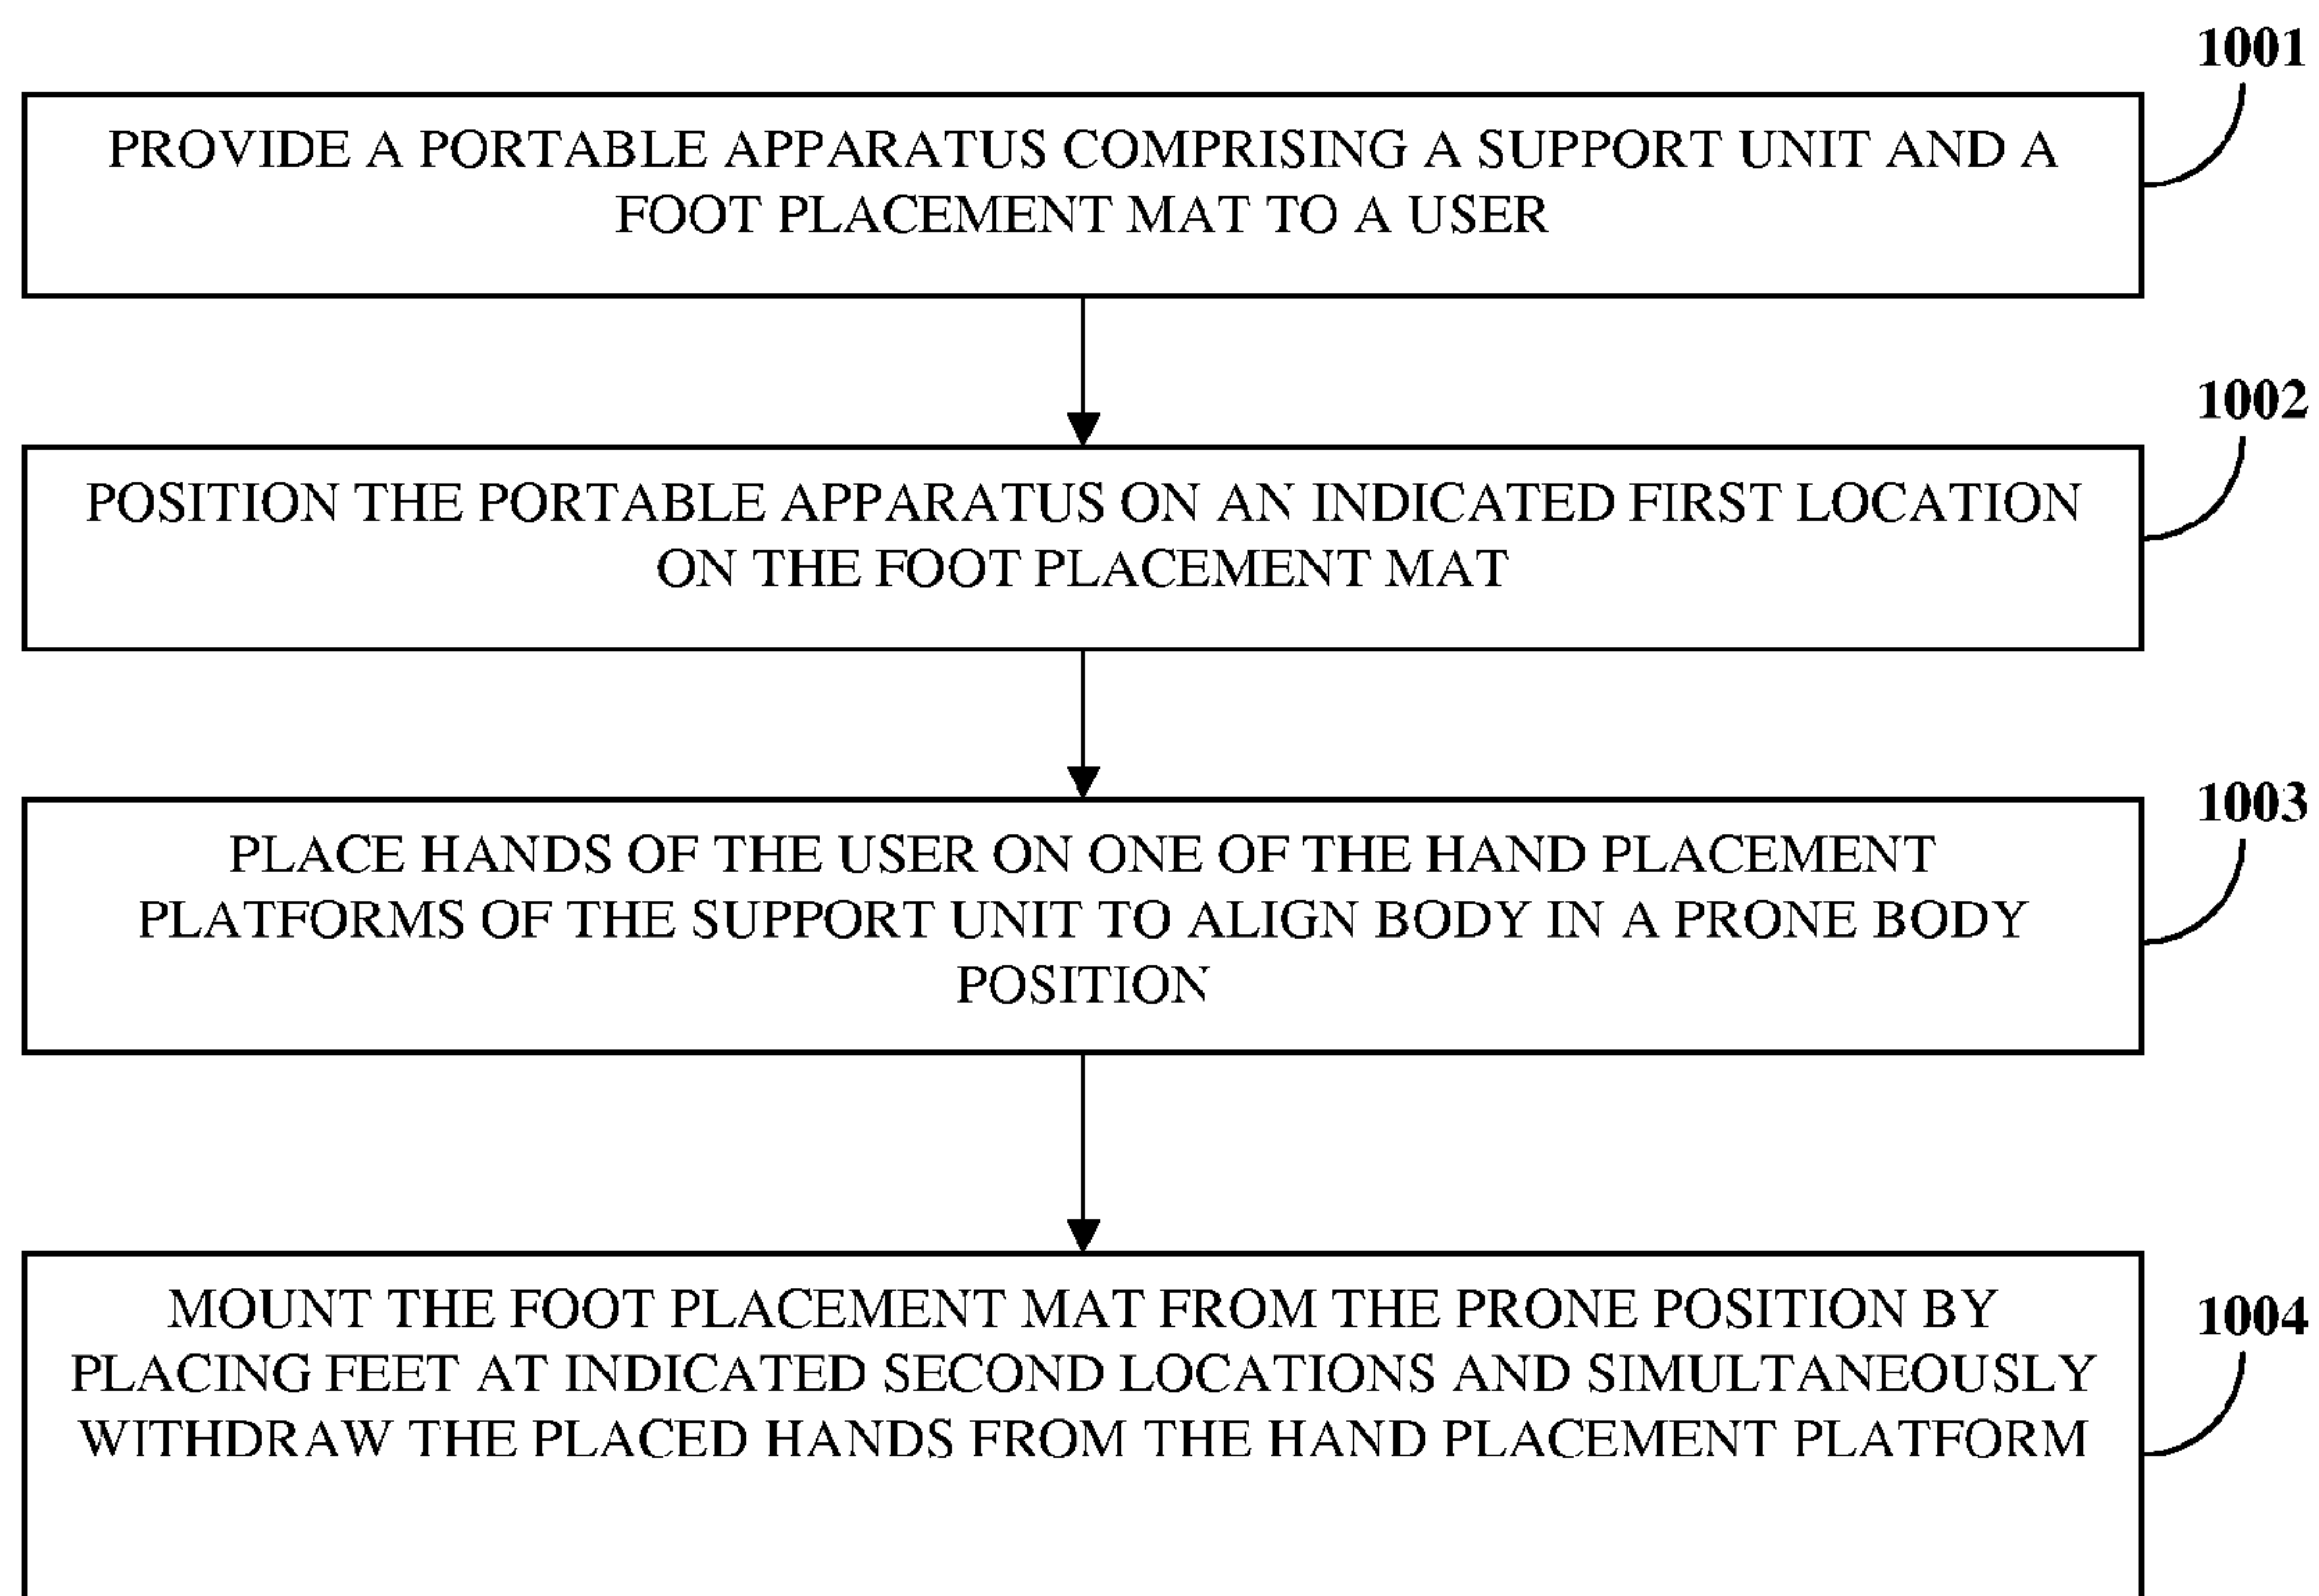 1001
PROVIDE A PORTABLE APPARATUS COMPRISING A SUPPORT UNIT AND A
FOOT PLACEMENT MAT TO A USER
1002
POSITION THE PORTABLE APPARATUS ON AN INDICATED FIRST LOCATION
ON THE FOOT PLACEMENT MAT
1003
PLACE HANDS OF THE USER ON ONE OF THE HAND PLACEMENT
PLATFORMS OF THE SUPPORT UNIT TO ALIGN BODY IN A PRONE BODY
POSITION
1004
MOUNT THE FOOT PLACEMENT MAT FROM THE PRONE POSITION BY
PLACING FEET AT INDICATED SECOND LOCATIONS AND SIMULTANEOUSLY
WITHDRAW THE PLACED HANDS FROM THE HAND PLACEMENT PLATFORM